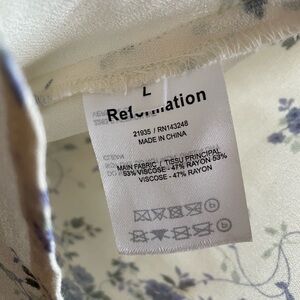 L
Reformation
21935 / RN143248
MADE IN CHINA
MAIN FABRIC / TISSU PRINCIPAL
53% VISCOSE - 47% RAYON 53%
VISCOSE - 47% RAYON